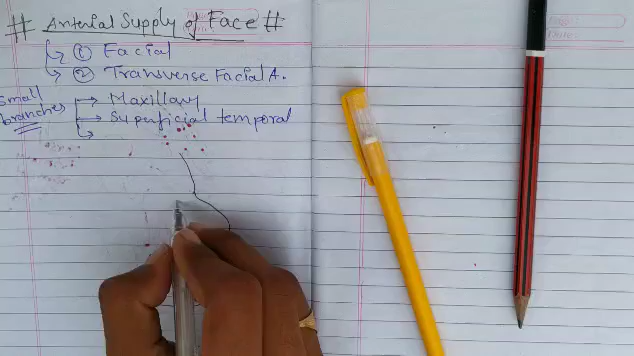 # Arterial Supply of Face #
① Facial
② Transverse Facial A.
Small branches → Maxillary
→ Superficial temporal